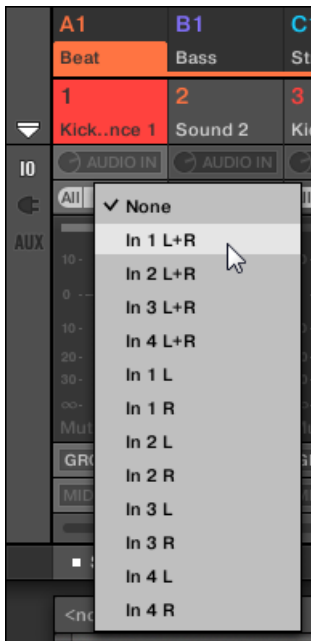 A1 B1 C
Beat Bass St
1 2 3
Kick..nce 1 Sound 2 Kic
IO AUDIO IN AUDIO IN
All
None
AUX
In 1 L+R
In 2 L+R
10
0
In 3 L+R
10
In 4 L+R
20
30
In 1 L
∞
In 1 R
Mut
In 2 L
GRO
In 2 R
MID
In 3 L
In 3 R
S
In 4 L
<no
In 4 R